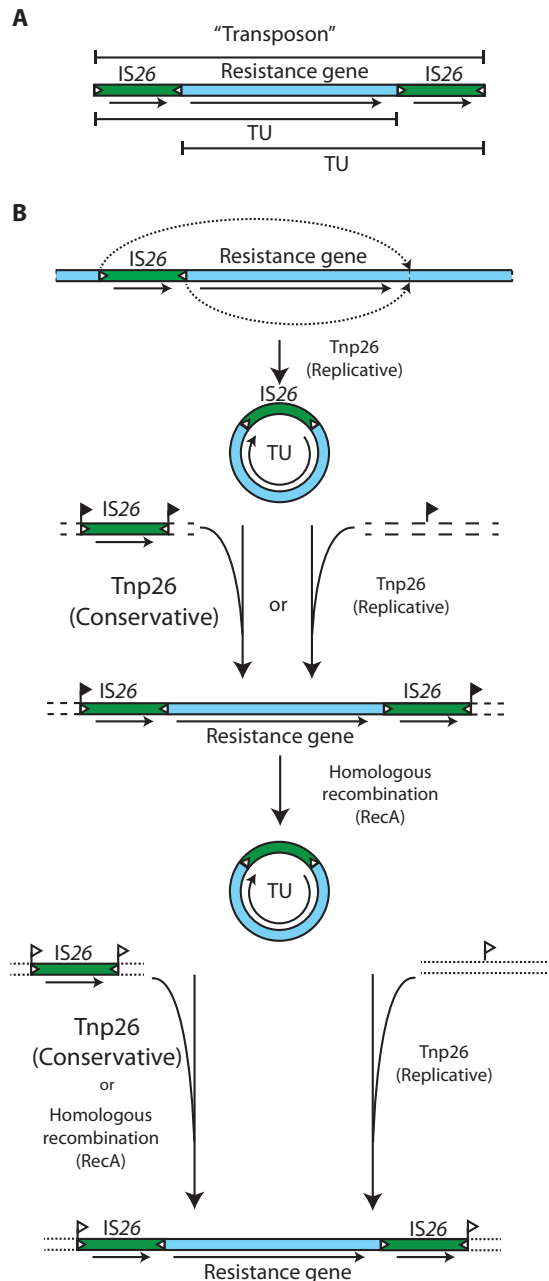 A
“Transposon”
IS26 Resistance gene IS26
TU
TU
B
IS26 Resistance gene
Tnp26
(Replicative)
IS26
TU
IS26
Tnp26
(Conservative)
or
Tnp26
(Replicative)
IS26 IS26
Resistance gene
Homologous
recombination
(RecA)
TU
IS26
Tnp26
(Conservative)
or
Homologous
recombination
(RecA)
Tnp26
(Replicative)
IS26 IS26
Resistance gene